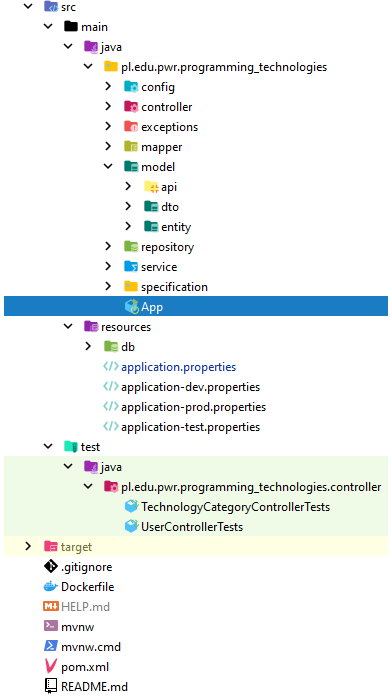 src
main
java
pl.edu.pwr.programming_technologies
config
controller
exceptions
mapper
model
api
dto
entity
repository
service
specification
App
resources
db
application.properties
application-dev.properties
application-prod.properties
application-test.properties
test
java
pl.edu.pwr.programming_technologies.controller
TechnologyCategoryControllerTests
UserControllerTests
target
.gitignore
Dockerfile
HELP.md
mvnw
mvnw.cmd
pom.xml
README.md